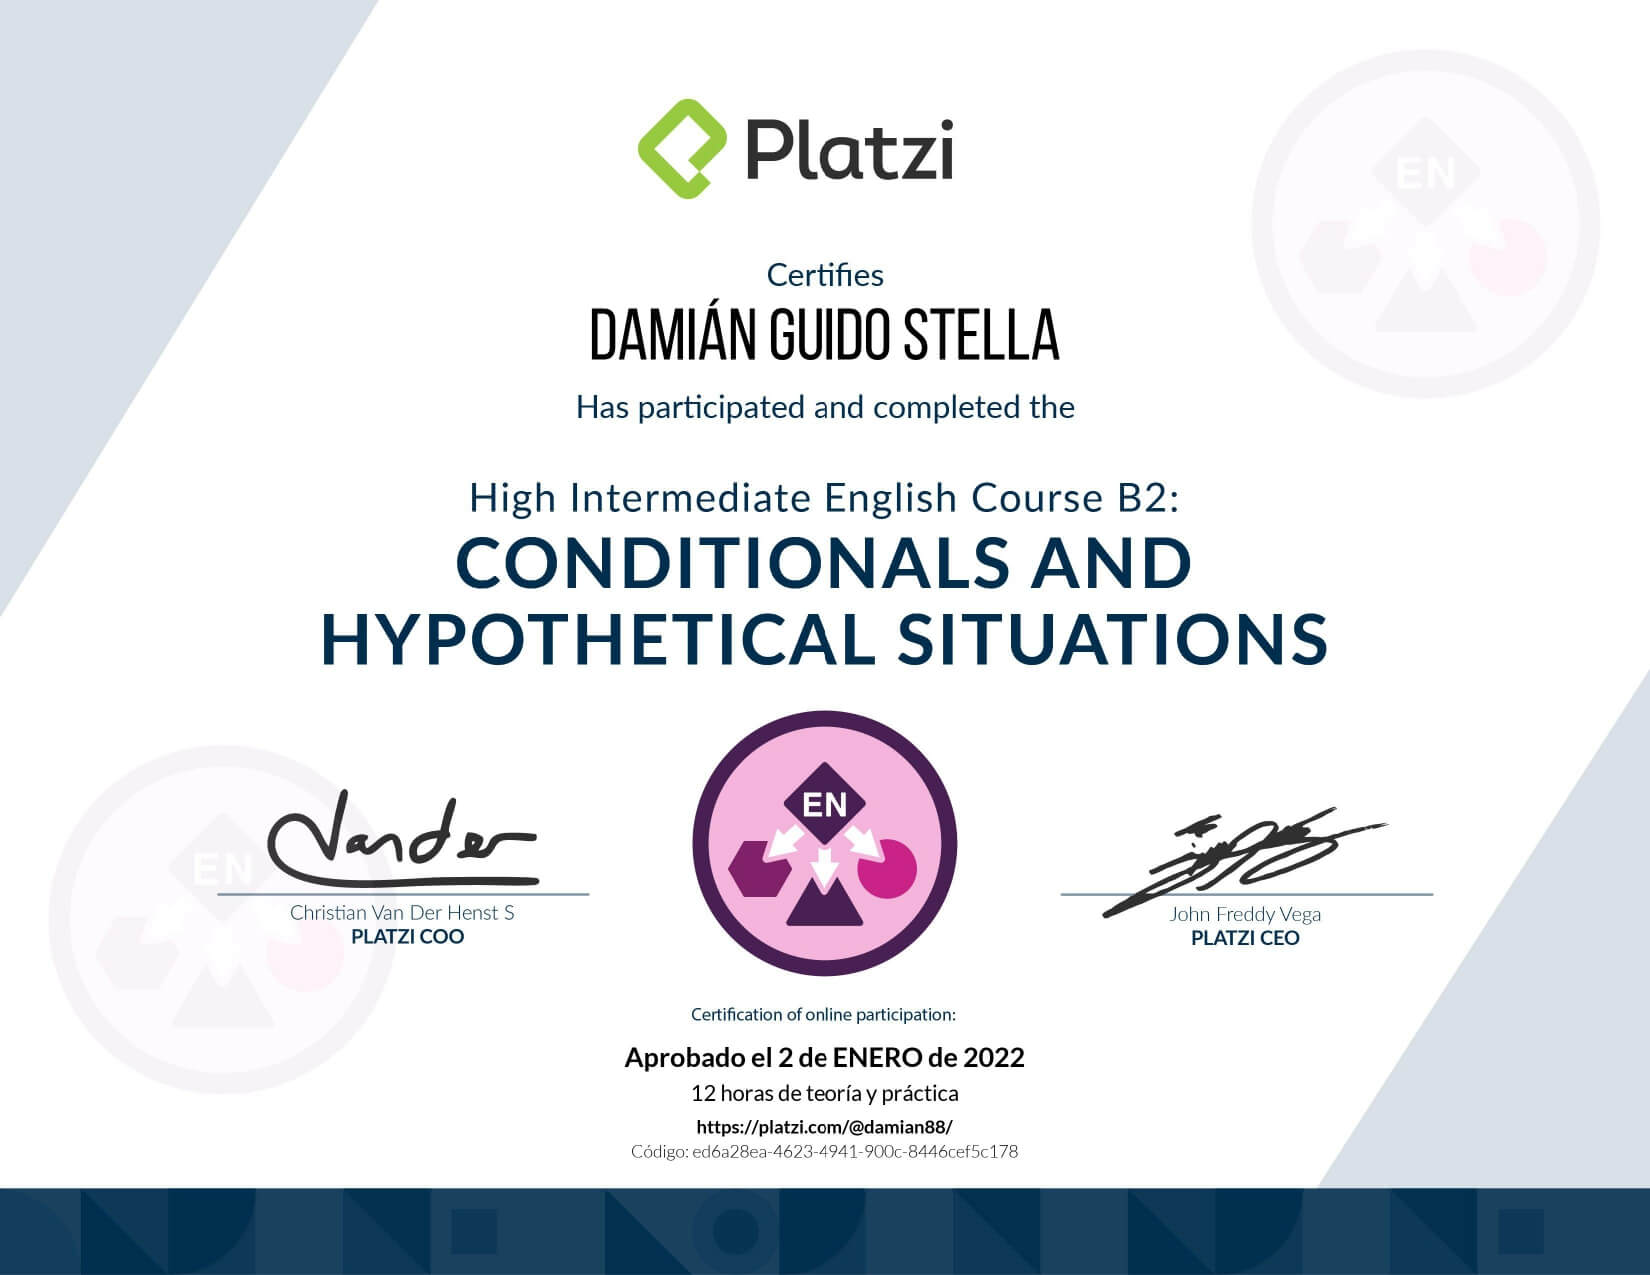 Platzi
Certifies
DAMIÁN GUIDO STELLA
Has participated and completed the
High Intermediate English Course B2:
CONDITIONALS AND
HYPOTHETICAL SITUATIONS
EN
EN
EN
Vander
Christian Van Der Henst S
PLATZI COO
John Freddy Vega
PLATZI CEO
Certification of online participation:
Aprobado el 2 de ENERO de 2022
12 horas de teoría y práctica
https://platzi.com/@damian88/
Código: ed6a28ea-4623-4941-900c-8446cef5c178